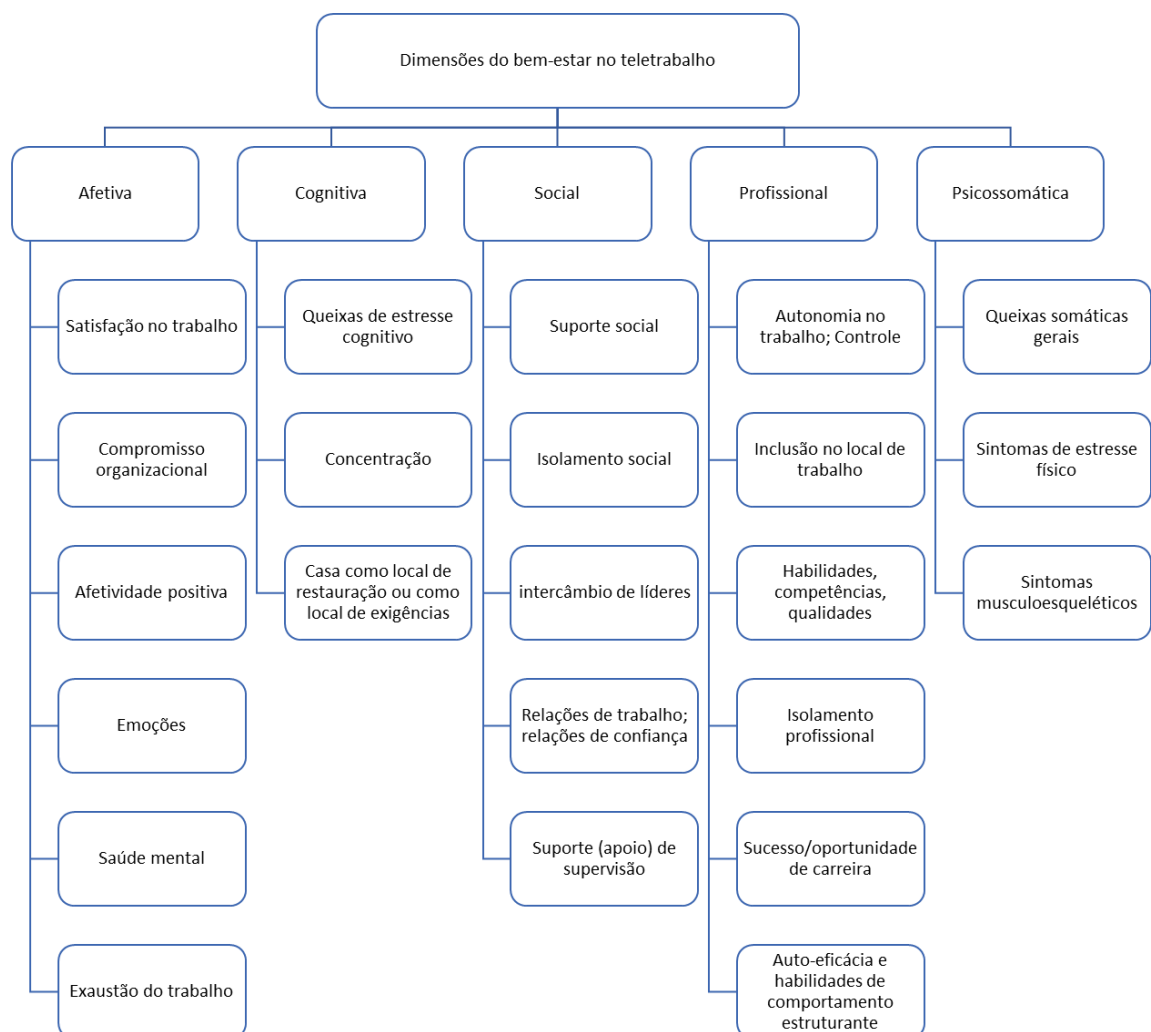 Dimensões do bem-estar no teletrabalho
Afetiva
Satisfação no trabalho
Compromisso
organizacional
Afetividade positiva
Emoções
Saúde mental
Exaustão do trabalho
Cognitiva
Queixas de estresse
cognitivo
Concentração
Casa como local de
restauração ou como
local de exigências
Social
Suporte social
Isolamento social
intercâmbio de líderes
Relações de trabalho;
relações de confiança
Suporte (apoio) de
supervisão
Profissional
Autonomia no
trabalho; Controle
Inclusão no local de
trabalho
Habilidades,
competências,
qualidades
Isolamento
profissional
Sucesso/oportunidade
de carreira
Auto-eficácia e
habilidades de
comportamento
estruturante
Psicossomática
Queixas somáticas
gerais
Sintomas de estresse
físico
Sintomas
musculoesqueléticos